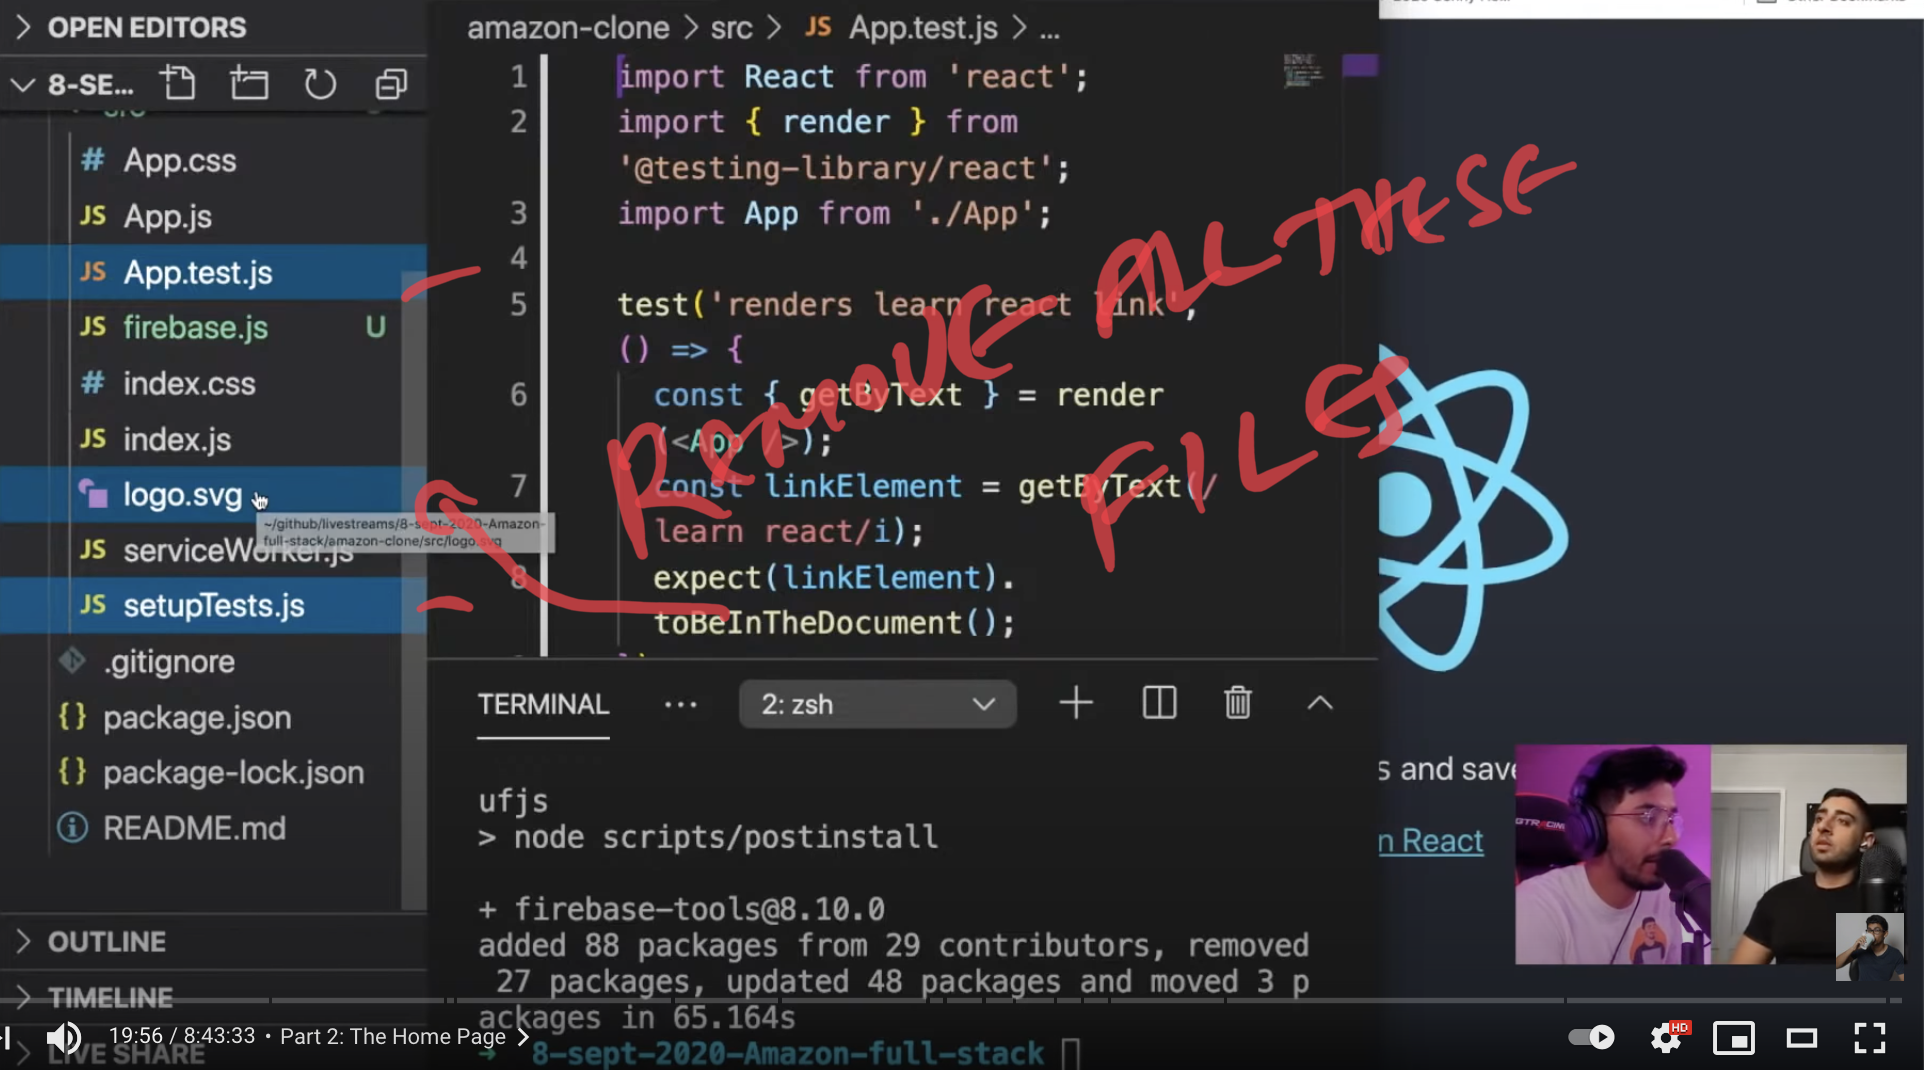 OPEN EDITORS
8-SE...
src
App.css
App.js
App.test.js
firebase.js U
index.css
index.js
logo.svg
~/github/livestreams/8-sept-2020-Amazon-
full-stack/amazon-clone/src/logo.svg
serviceWorker.js
setupTests.js
.gitignore
package.json
package-lock.json
README.md
OUTLINE
TIMELINE
LIVE SHARE
amazon-clone > src > JS App.test.js > ...
1 import React from 'react';
2 import { render } from
'@testing-library/react';
3 import App from './App';
4
5 test('renders learn react link',
() => {
6 const { getByText } = render
(<App />);
7 const linkElement = getByText(/
learn react/i);
8 expect(linkElement).
toBeInTheDocument();
REMOVE ALL THESE
FILES
TERMINAL ... 2: zsh
ufjs
> node scripts/postinstall
+ firebase-tools@8.10.0
added 88 packages from 29 contributors, removed
27 packages, updated 48 packages and moved 3 p
ackages in 65.164s
→ 8-sept-2020-Amazon-full-stack
Other Bookmarks
s and save
n React
GTRACING
19:56 / 8:43:33 • Part 2: The Home Page >
HD